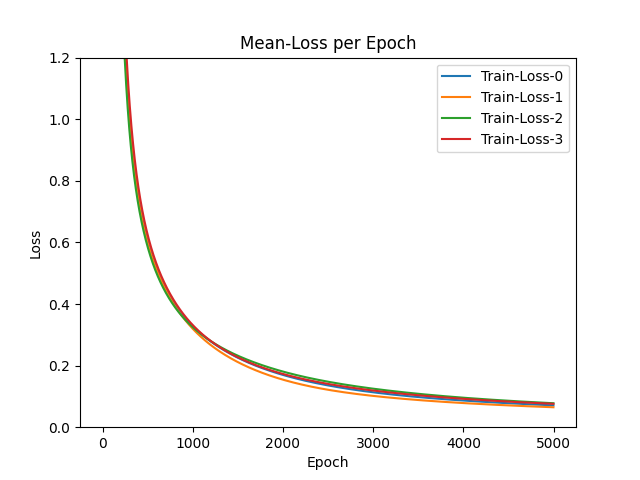 Mean-Loss per Epoch
1.2
1.0
0.8
0.6
0.4
0.2
0.0
Loss
Train-Loss-0
Train-Loss-1
Train-Loss-2
Train-Loss-3
0 1000 2000 3000 4000 5000
Epoch